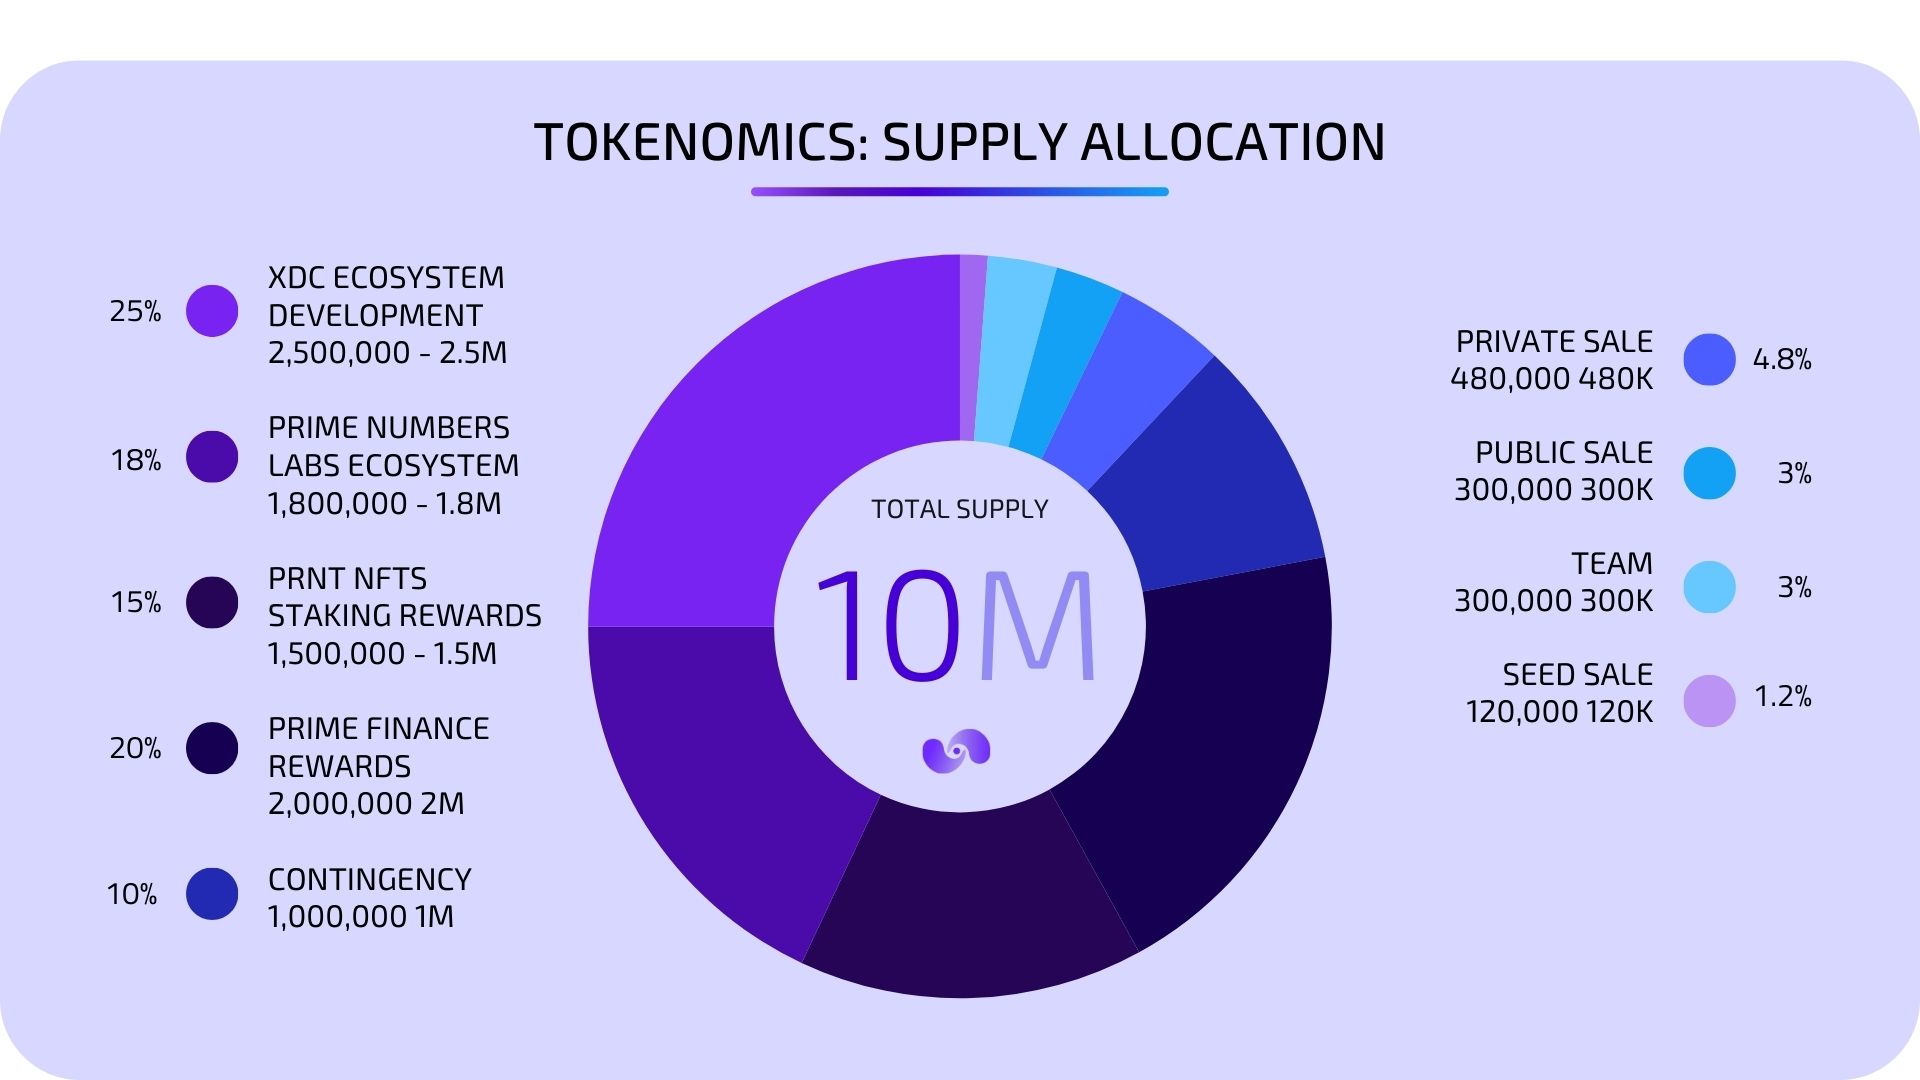 TOKENOMICS: SUPPLY ALLOCATION
25%
XDC ECOSYSTEM
DEVELOPMENT
2,500,000 - 2.5M
18%
PRIME NUMBERS
LABS ECOSYSTEM
1,800,000 - 1.8M
15%
PRNT NFTS
STAKING REWARDS
1,500,000 - 1.5M
20%
PRIME FINANCE
REWARDS
2,000,000 2M
10%
CONTINGENCY
1,000,000 1M
TOTAL SUPPLY
10M
PRIVATE SALE
480,000 480K
4.8%
PUBLIC SALE
300,000 300K
3%
TEAM
300,000 300K
3%
SEED SALE
120,000 120K
1.2%